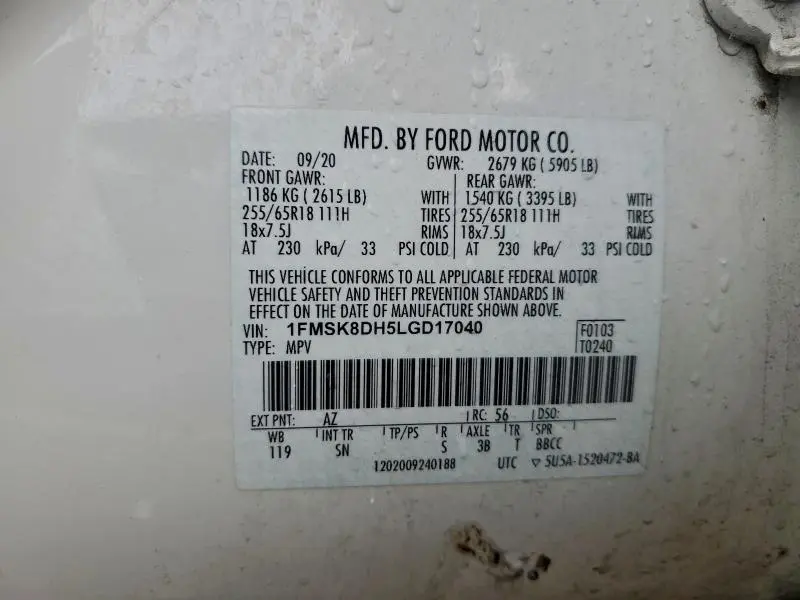 MFD. BY FORD MOTOR CO.
DATE: 09/20 GVWR: 2679 KG ( 5905 LB)
FRONT GAWR: REAR GAWR:
1186 KG ( 2615 LB) WITH 1540 KG ( 3395 LB) WITH
255/65R18 111H TIRES 255/65R18 111H TIRES
18x7.5J RIMS 18x7.5J RIMS
AT 230 kPa/ 33 PSI COLD AT 230 kPa/ 33 PSI COLD
THIS VEHICLE CONFORMS TO ALL APPLICABLE FEDERAL MOTOR
VEHICLE SAFETY AND THEFT PREVENTION STANDARDS IN
EFFECT ON THE DATE OF MANUFACTURE SHOWN ABOVE.
VIN: 1FMSK8DH5LGD17040 F0103
TYPE: MPV T0240
EXT PNT: AZ RC: 56 DSO:
WB INT TR TP/PS R AXLE TR SPR
119 SN S 3B T BBCC
1202009240188 UTC ▽ 5U5A-1520472-BA